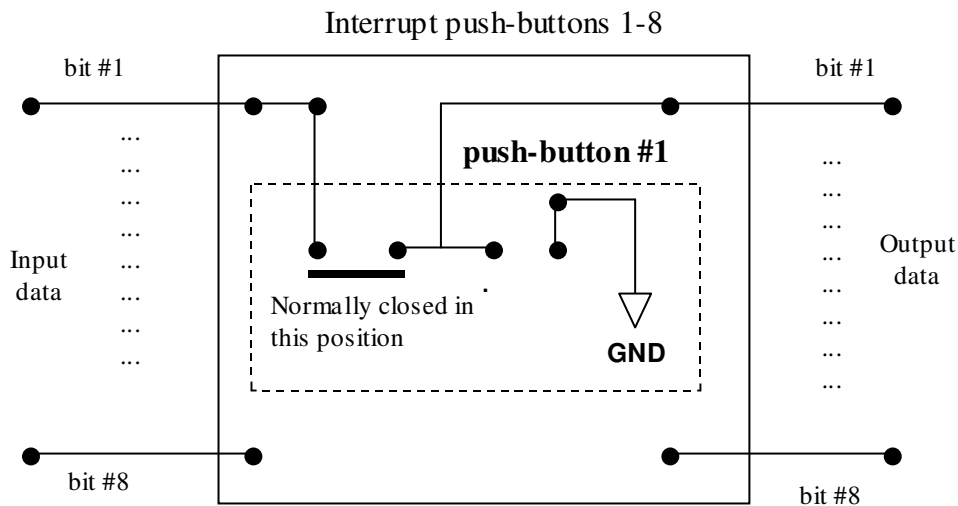 Interrupt push-buttons 1-8
bit #1
bit #1
...
push-button #1
...
...
...
...
...
...
...
Input
data
Output
data
...
...
...
...
Normally closed in
this position
.
...
...
GND
...
...
bit #8
bit #8